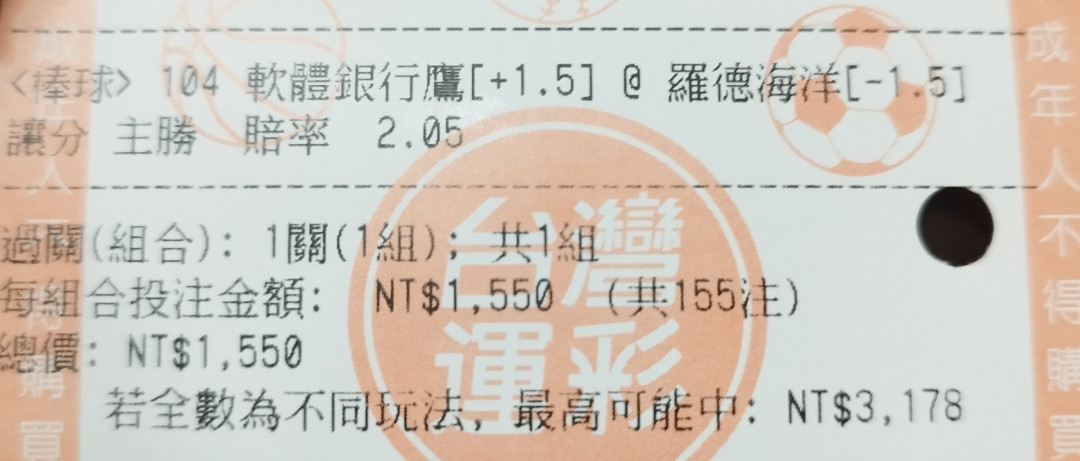 <棒球> 104 軟體銀行鷹[+1.5] @ 羅德海洋[-1.5]
讓分 主勝 賠率 2.05
過關(組合): 1關(1組); 共1組
每組合投注金額: NT$1,550 (共155注)
總價: NT$1,550
若全數為不同玩法, 最高可能中: NT$3,178
台灣
運彩
成年人不得購買